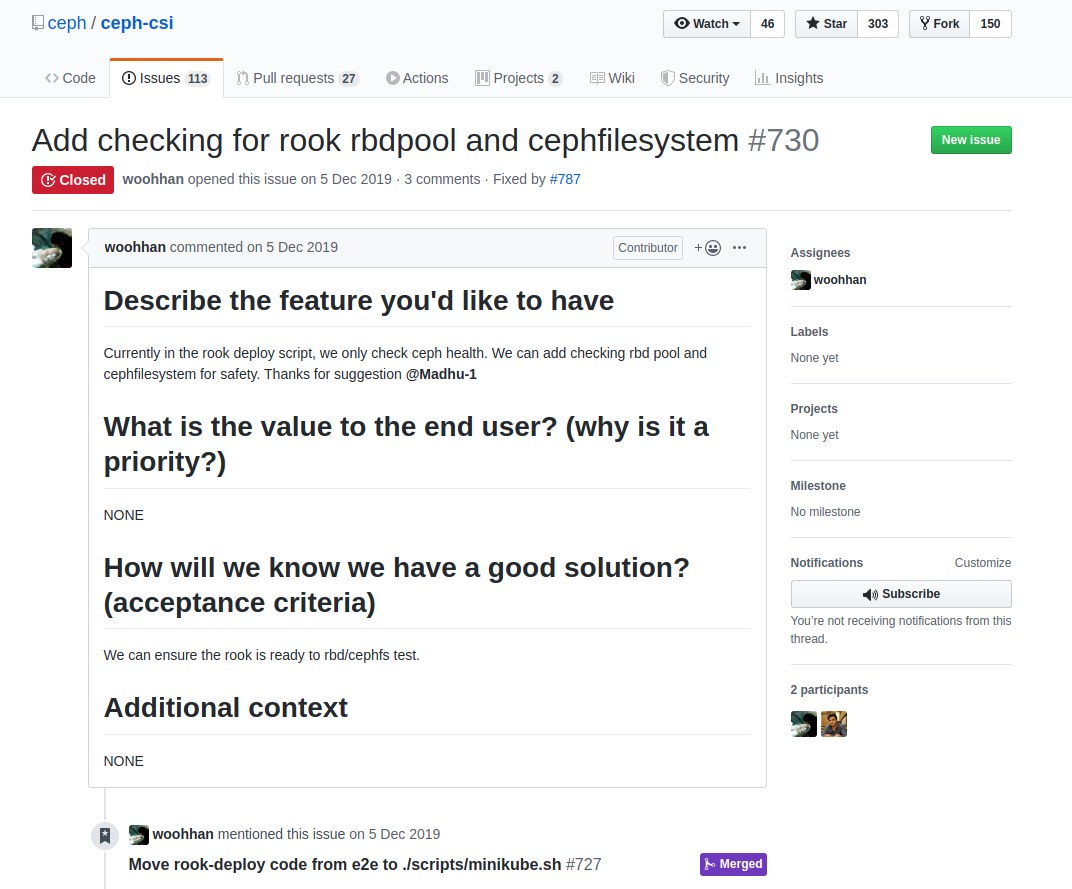 ceph / ceph-csi
Watch 46 Star 303 Fork 150
Code Issues 113 Pull requests 27 Actions Projects 2 Wiki Security Insights
Add checking for rook rbdpool and cephfilesystem #730
New issue
Closed woohhan opened this issue on 5 Dec 2019 · 3 comments · Fixed by #787
woohhan commented on 5 Dec 2019
Contributor + ···
Describe the feature you'd like to have
Currently in the rook deploy script, we only check ceph health. We can add checking rbd pool and
cephfilesystem for safety. Thanks for suggestion @Madhu-1
What is the value to the end user? (why is it a
priority?)
NONE
How will we know we have a good solution?
(acceptance criteria)
We can ensure the rook is ready to rbd/cephfs test.
Additional context
NONE
woohhan mentioned this issue on 5 Dec 2019
Move rook-deploy code from e2e to ./scripts/minikube.sh #727
Merged
Assignees
woohhan
Labels
None yet
Projects
None yet
Milestone
No milestone
Notifications Customize
Subscribe
You're not receiving notifications from this
thread.
2 participants